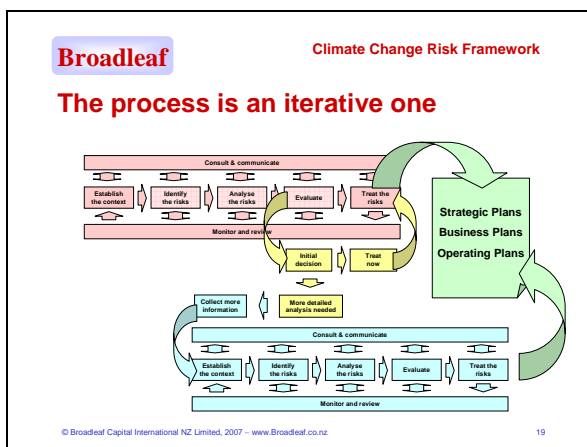 Broadleaf
Climate Change Risk Framework
The process is an iterative one
Consult & communicate
Establish
the context
Identify
the risks
Analyse
the risks
Evaluate
Treat the
risks
Monitor and review
Strategic Plans
Business Plans
Operating Plans
Initial
decision
Treat
now
Collect more
information
More detailed
analysis needed
Consult & communicate
Establish
the context
Identify
the risks
Analyse
the risks
Evaluate
Treat the
risks
Monitor and review
© Broadleaf Capital International NZ Limited, 2007 – www.Broadleaf.co.nz
19